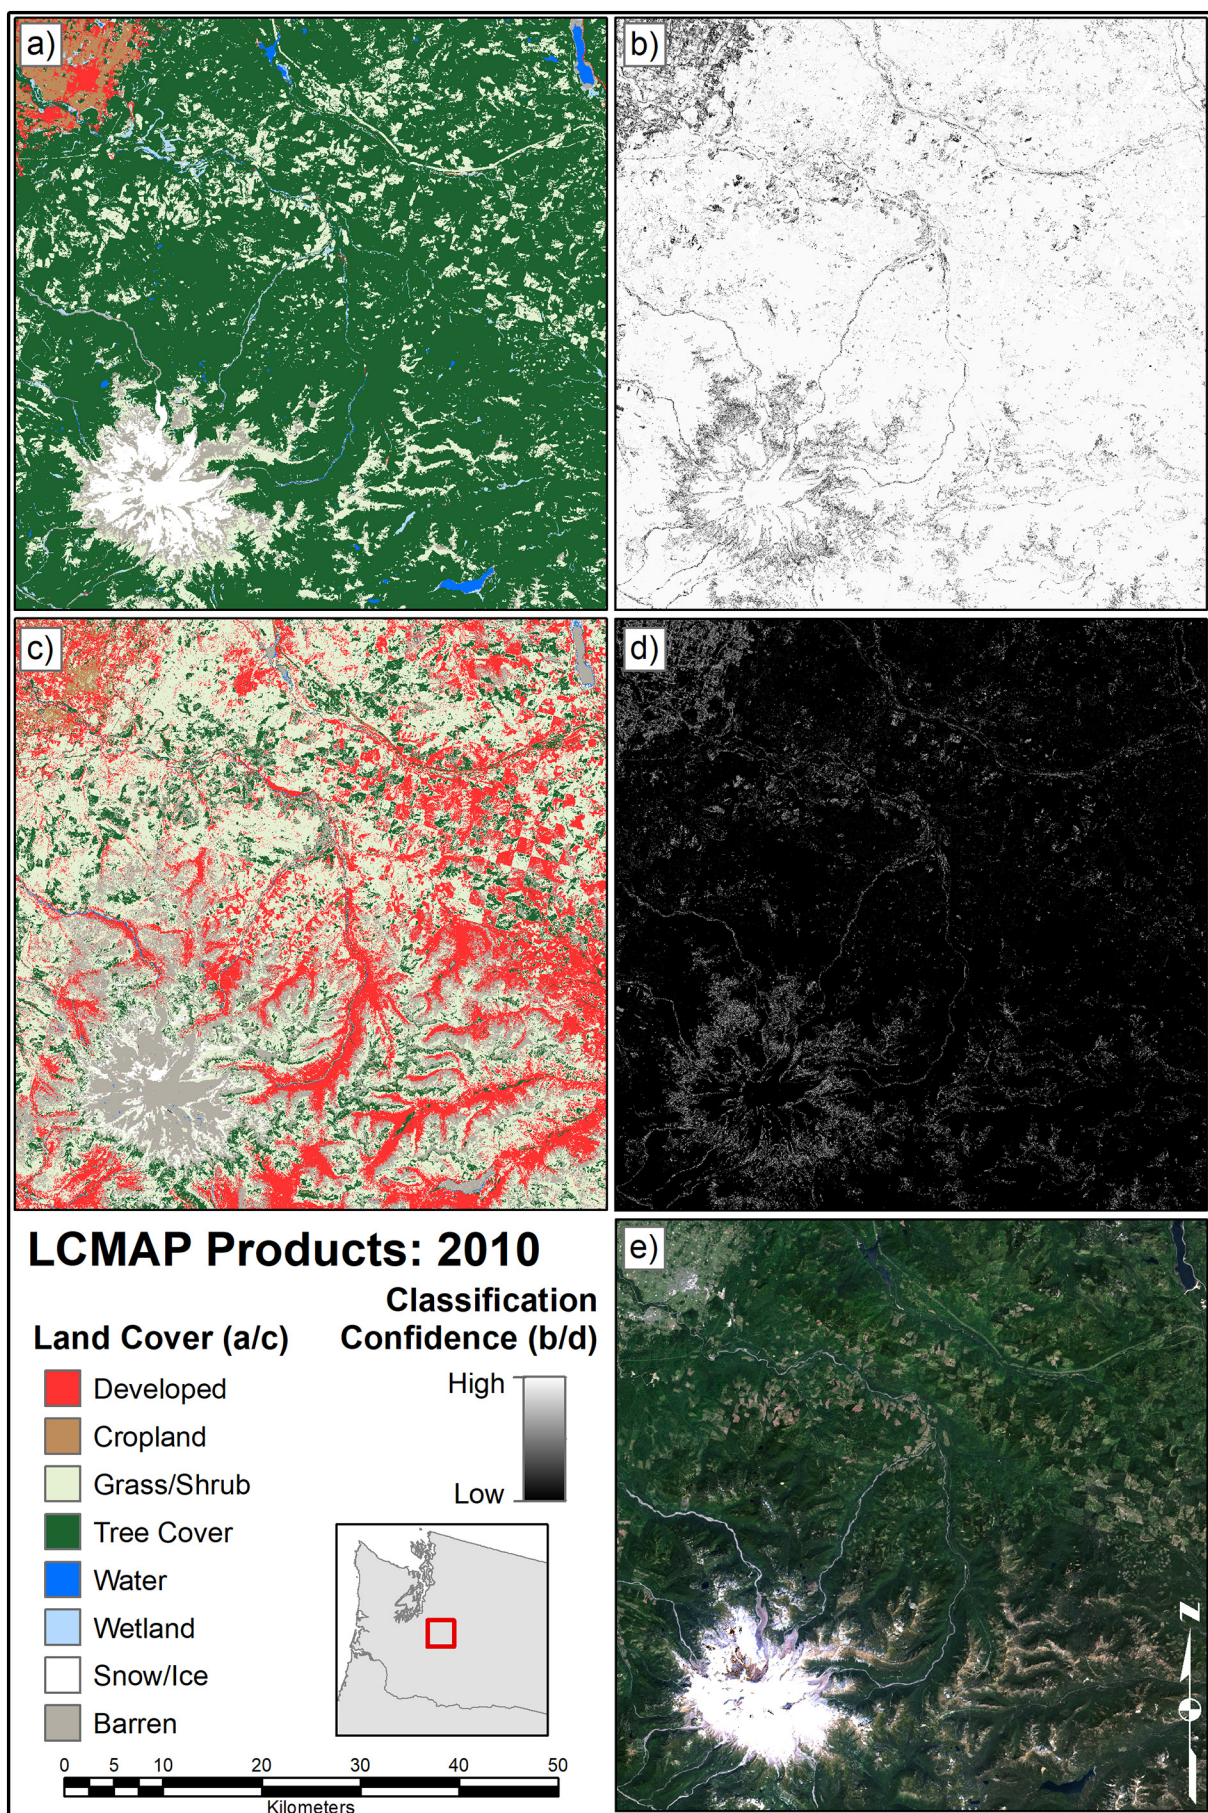 a)
b)
c)
d)
LCMAP Products: 2010
Land Cover (a/c)
Developed
Cropland
Grass/Shrub
Tree Cover
Water
Wetland
Snow/Ice
Barren
Classification
Confidence (b/d)
High
Low
0 5 10 20 30 40 50
Kilometers
e)
N